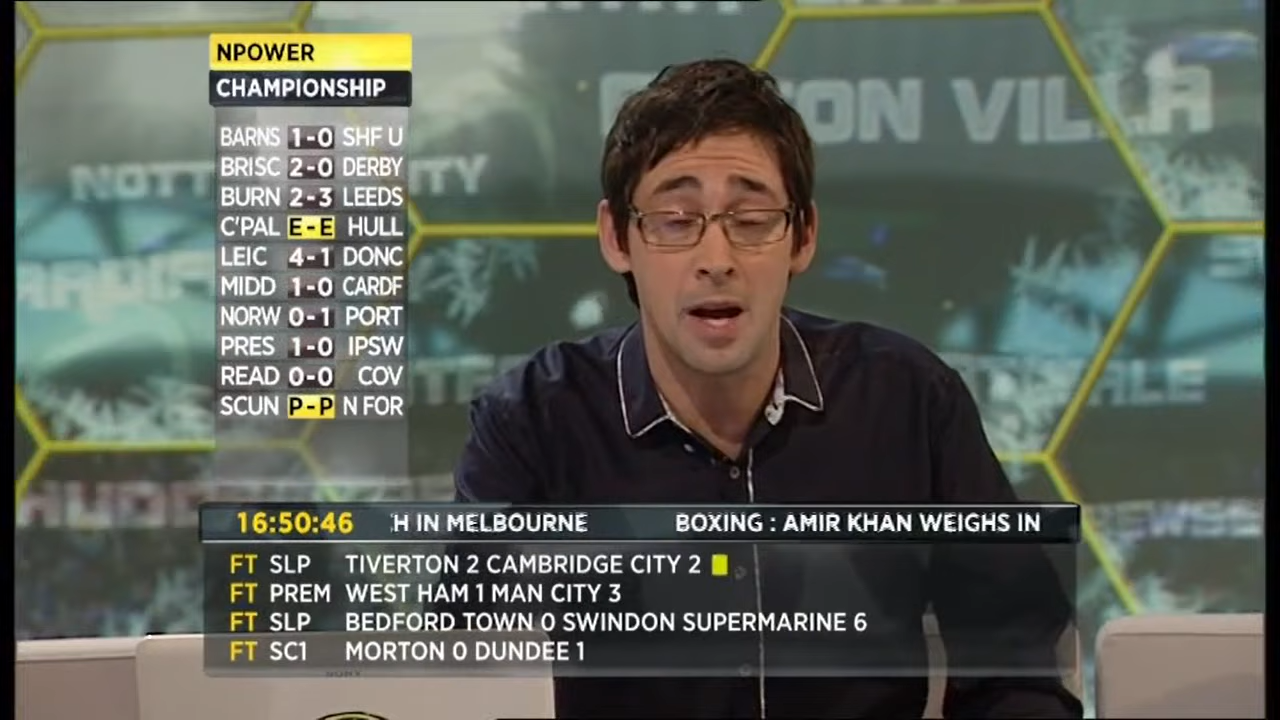 NPOWER
CHAMPIONSHIP
BARNS 1-0 SHF U
BRISC 2-0 DERBY
BURN 2-3 LEEDS
C'PAL E-E HULL
LEIC 4-1 DONC
MIDD 1-0 CARDF
NORW 0-1 PORT
PRES 1-0 IPSW
READ 0-0 COV
SCUN P-P N FOR
VILLA
16:50:46 H IN MELBOURNE BOXING : AMIR KHAN WEIGHS IN
FT SLP TIVERTON 2 CAMBRIDGE CITY 2
FT PREM WEST HAM 1 MAN CITY 3
FT SLP BEDFORD TOWN 0 SWINDON SUPERMARINE 6
FT SC1 MORTON 0 DUNDEE 1
SONY